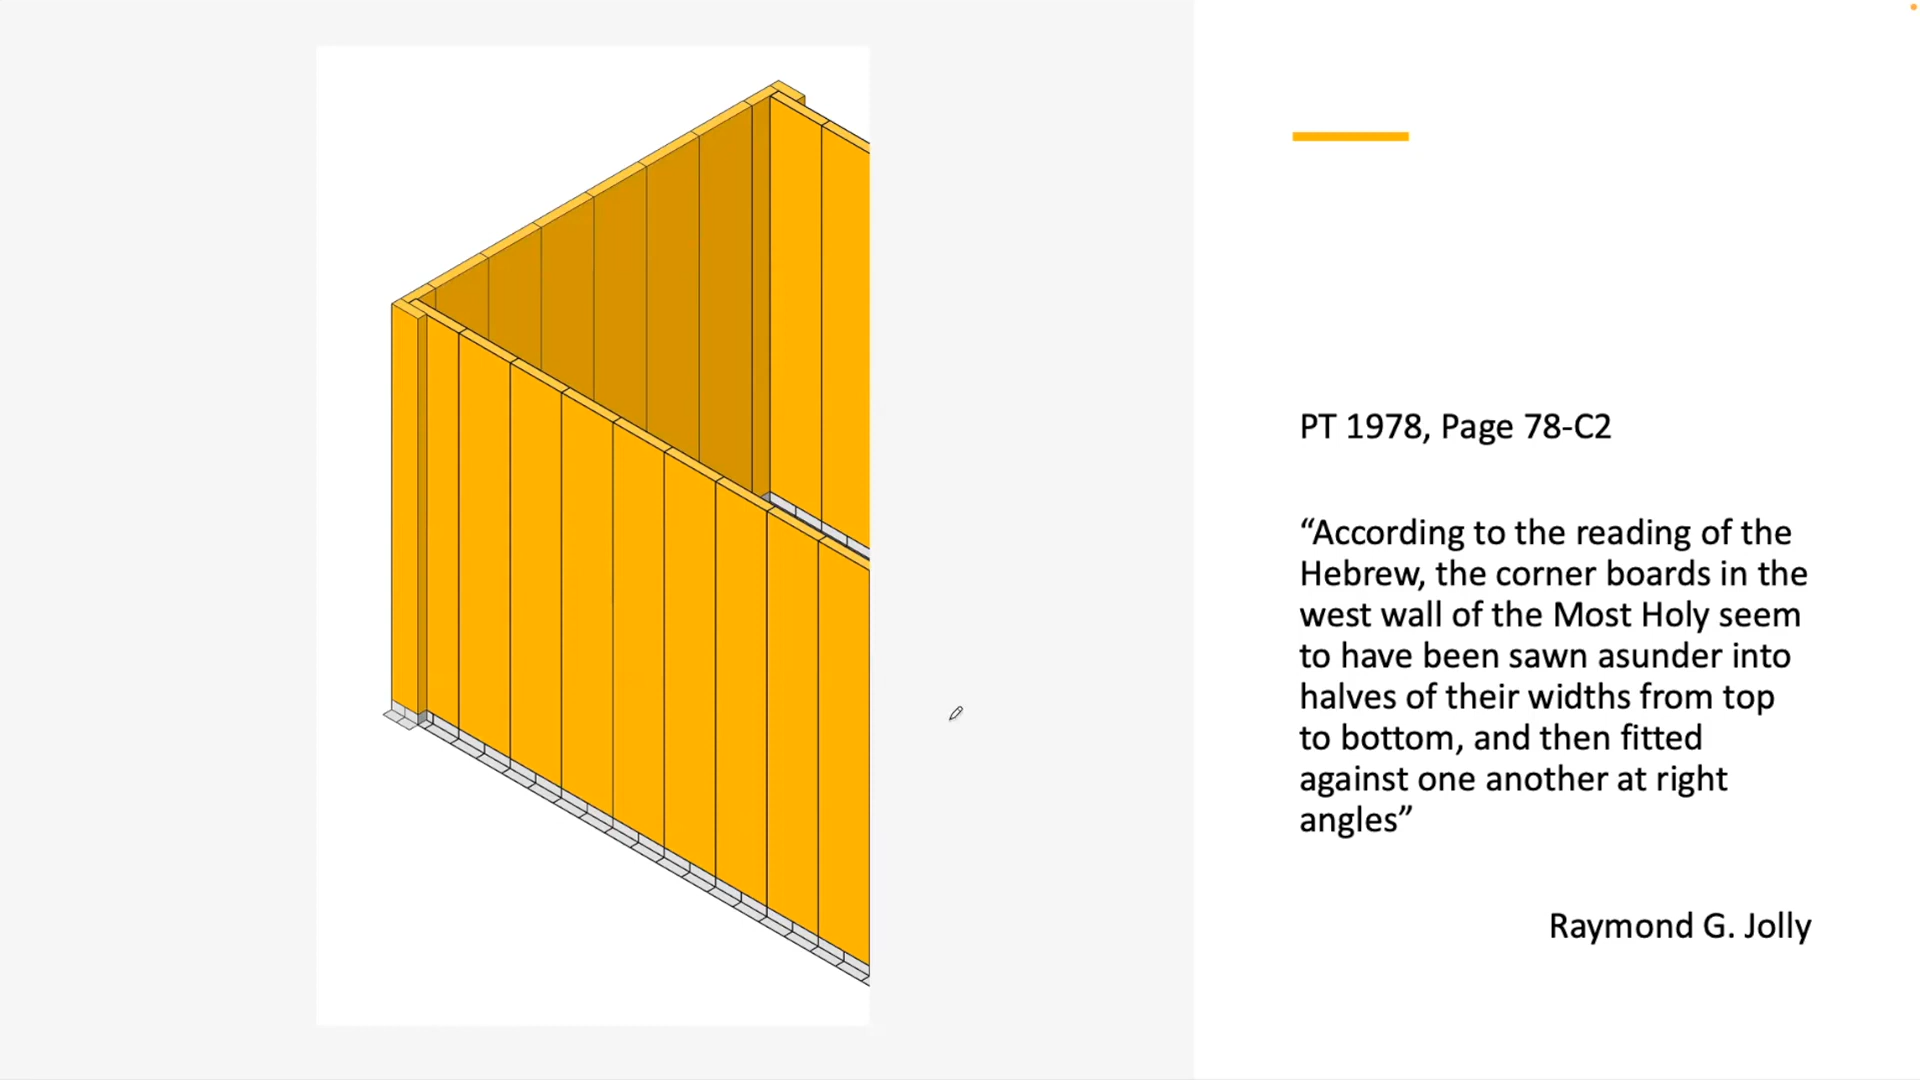 PT 1978, Page 78-C2
“According to the reading of the
Hebrew, the corner boards in the
west wall of the Most Holy seem
to have been sawn asunder into
halves of their widths from top
to bottom, and then fitted
against one another at right
angles”
Raymond G. Jolly